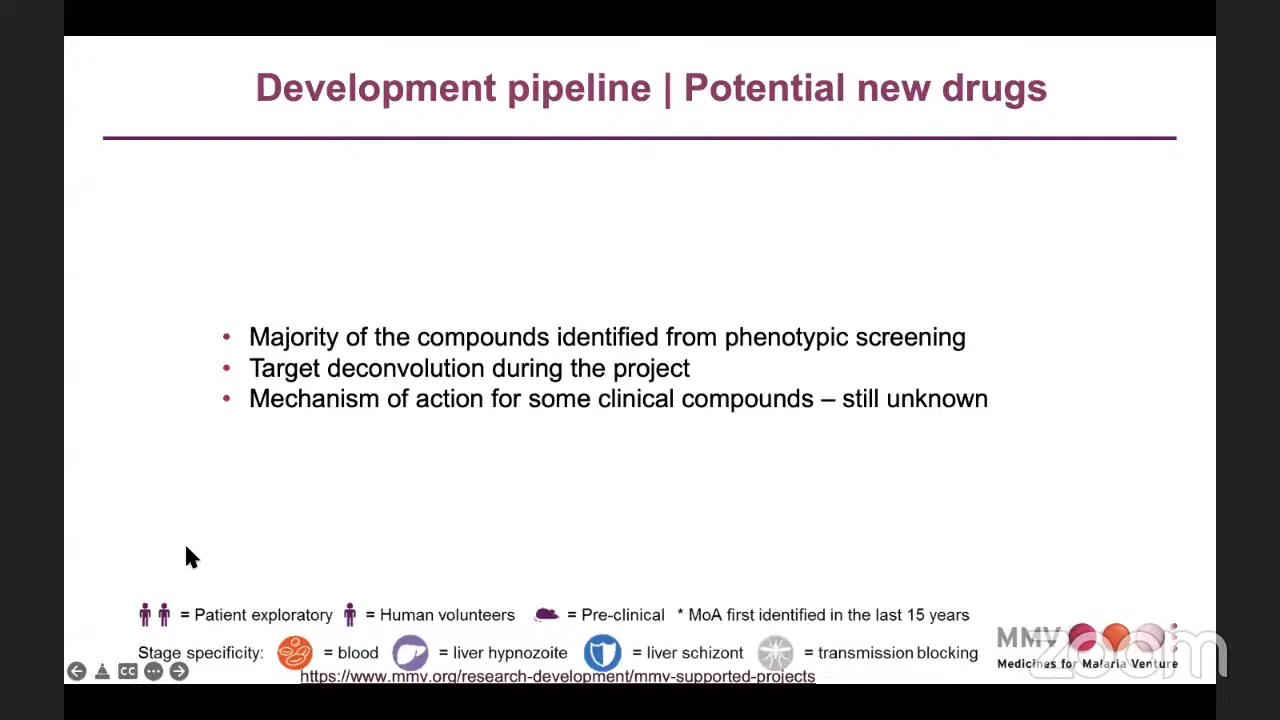 Development pipeline | Potential new drugs
• Majority of the compounds identified from phenotypic screening
• Target deconvolution during the project
• Mechanism of action for some clinical compounds – still unknown
= Patient exploratory = Human volunteers = Pre-clinical * MoA first identified in the last 15 years
Stage specificity: = blood = liver hypnozoite = liver schizont = transmission blocking
MMV
Medicines for Malaria Venture
zoom
CC
https://www.mmv.org/research-development/mmv-supported-projects